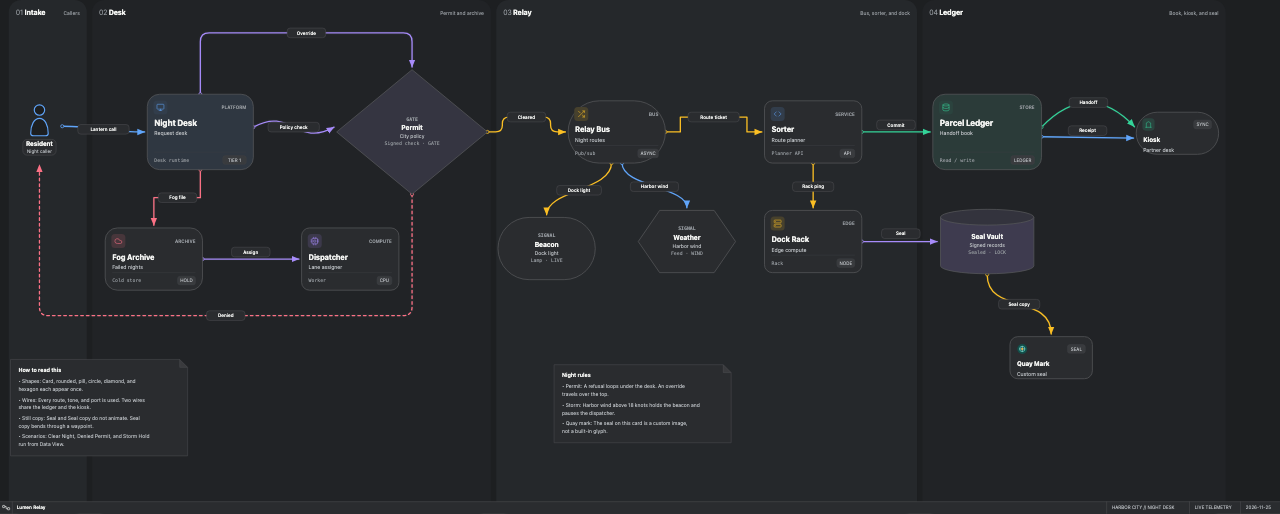 01 Intake
Callers
02 Desk
Permit and archive
03 Relay
Bus, sorter, and dock
04 Ledger
Book, kiosk, and seal
Override
Resident
Night caller
Lantern call
PLATFORM
Night Desk
Request desk
Desk runtime
TIER 1
Policy check
GATE
Permit
City policy
Signed check · GATE
Cleared
BUS
Relay Bus
Night routes
Pub/sub
ASYNC
Route ticket
SERVICE
Sorter
Route planner
Planner API
API
Commit
STORE
Parcel Ledger
Handoff book
Read / write
LEDGER
Handoff
Receipt
SYNC
Kiosk
Partner desk
Fog file
ARCHIVE
Fog Archive
Failed nights
Cold store
HOLD
Assign
COMPUTE
Dispatcher
Lane assigner
Worker
CPU
Denied
Dock light
Harbor wind
Rack ping
SIGNAL
Beacon
Dock light
Lamp · LIVE
SIGNAL
Weather
Harbor wind
Feed · WIND
EDGE
Dock Rack
Edge compute
Rack
NODE
Seal
Seal Vault
Signed records
Sealed · LOCK
Seal copy
SEAL
Quay Mark
Custom seal
How to read this
• Shapes: Card, rounded, pill, circle, diamond, and
hexagon each appear once.
• Wires: Every route, tone, and port is used. Two wires
share the ledger and the kiosk.
• Still copy: Seal and Seal copy do not animate. Seal
copy bends through a waypoint.
• Scenarios: Clear Night, Denied Permit, and Storm Hold
run from Data View.
Night rules
• Permit: A refusal loops under the desk. An override
travels over the top.
• Storm: Harbor wind above 18 knots holds the beacon and
pauses the dispatcher.
• Quay mark: The seal on this card is a custom image,
not a built-in glyph.
Lumen Relay
HARBOR CITY // NIGHT DESK
LIVE TELEMETRY
2026-11-25